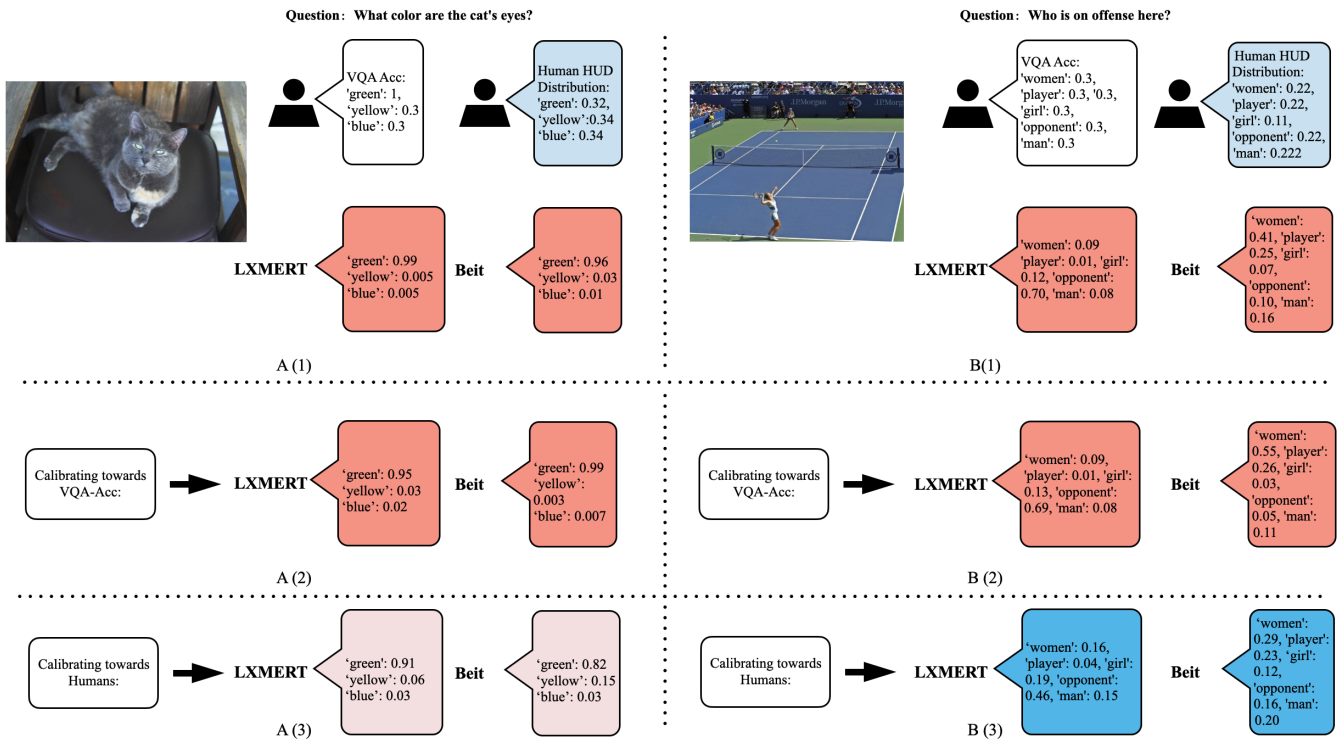 Question: What color are the cat's eyes?
VQA Acc:
'green': 1,
‘yellow’: 0.3
‘blue’: 0.3
Human HUD
Distribution:
'green': 0.32,
‘yellow’:0.34
‘blue’: 0.34
LXMERT
‘green': 0.99
‘yellow’: 0.005
‘blue’: 0.005
Beit
‘green': 0.96
‘yellow’: 0.03
‘blue’: 0.01
A (1)
Question: Who is on offense here?
VQA Acc:
'women': 0.3,
'player': 0.3, '0.3,
'girl': 0.3,
'opponent': 0.3,
'man': 0.3
Human HUD
Distribution:
'women': 0.22,
'player': 0.22,
'girl': 0.11,
'opponent': 0.22,
'man': 0.222
J.P.Morgan
J.P.Mor
LXMERT
'women': 0.09
'player': 0.01, 'girl':
0.12, 'opponent':
0.70, 'man': 0.08
Beit
‘women':
0.41, 'player':
0.25, 'girl':
0.07,
'opponent':
0.10, 'man':
0.16
B(1)
Calibrating towards
VQA-Acc:
LXMERT
‘green': 0.95
‘yellow’: 0.03
‘blue’: 0.02
Beit
‘green': 0.99
‘yellow’:
0.003
‘blue’: 0.007
A (2)
Calibrating towards
VQA-Acc:
LXMERT
‘women': 0.09,
'player': 0.01, 'girl':
0.13, 'opponent':
0.69, 'man': 0.08
Beit
‘women':
0.55, 'player':
0.26 'girl':
0.03,
'opponent':
0.05, 'man':
0.11
B (2)
Calibrating towards
Humans:
LXMERT
‘green': 0.91
‘yellow’: 0.06
‘blue’: 0.03
Beit
‘green': 0.82
‘yellow’: 0.15
‘blue’: 0.03
A (3)
Calibrating towards
Humans:
LXMERT
‘women': 0.16,
'player': 0.04, 'girl':
0.19, 'opponent':
0.46, 'man': 0.15
Beit
‘women':
0.29, 'player':
0.23, ‘girl':
0.12,
'opponent':
0.16, 'man':
0.20
B (3)